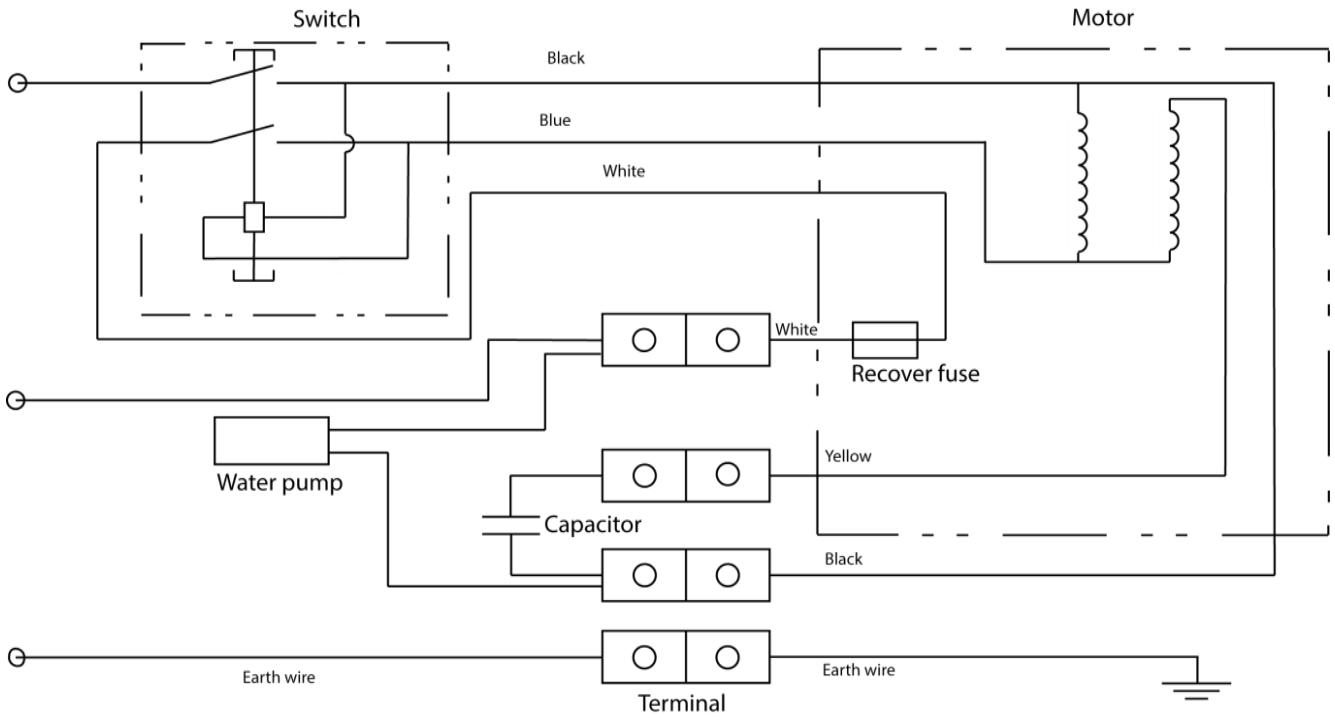 Switch
Motor
Black
Blue
White
White
Recover fuse
Water pump
Yellow
Capacitor
Black
Earth wire
Earth wire
Terminal